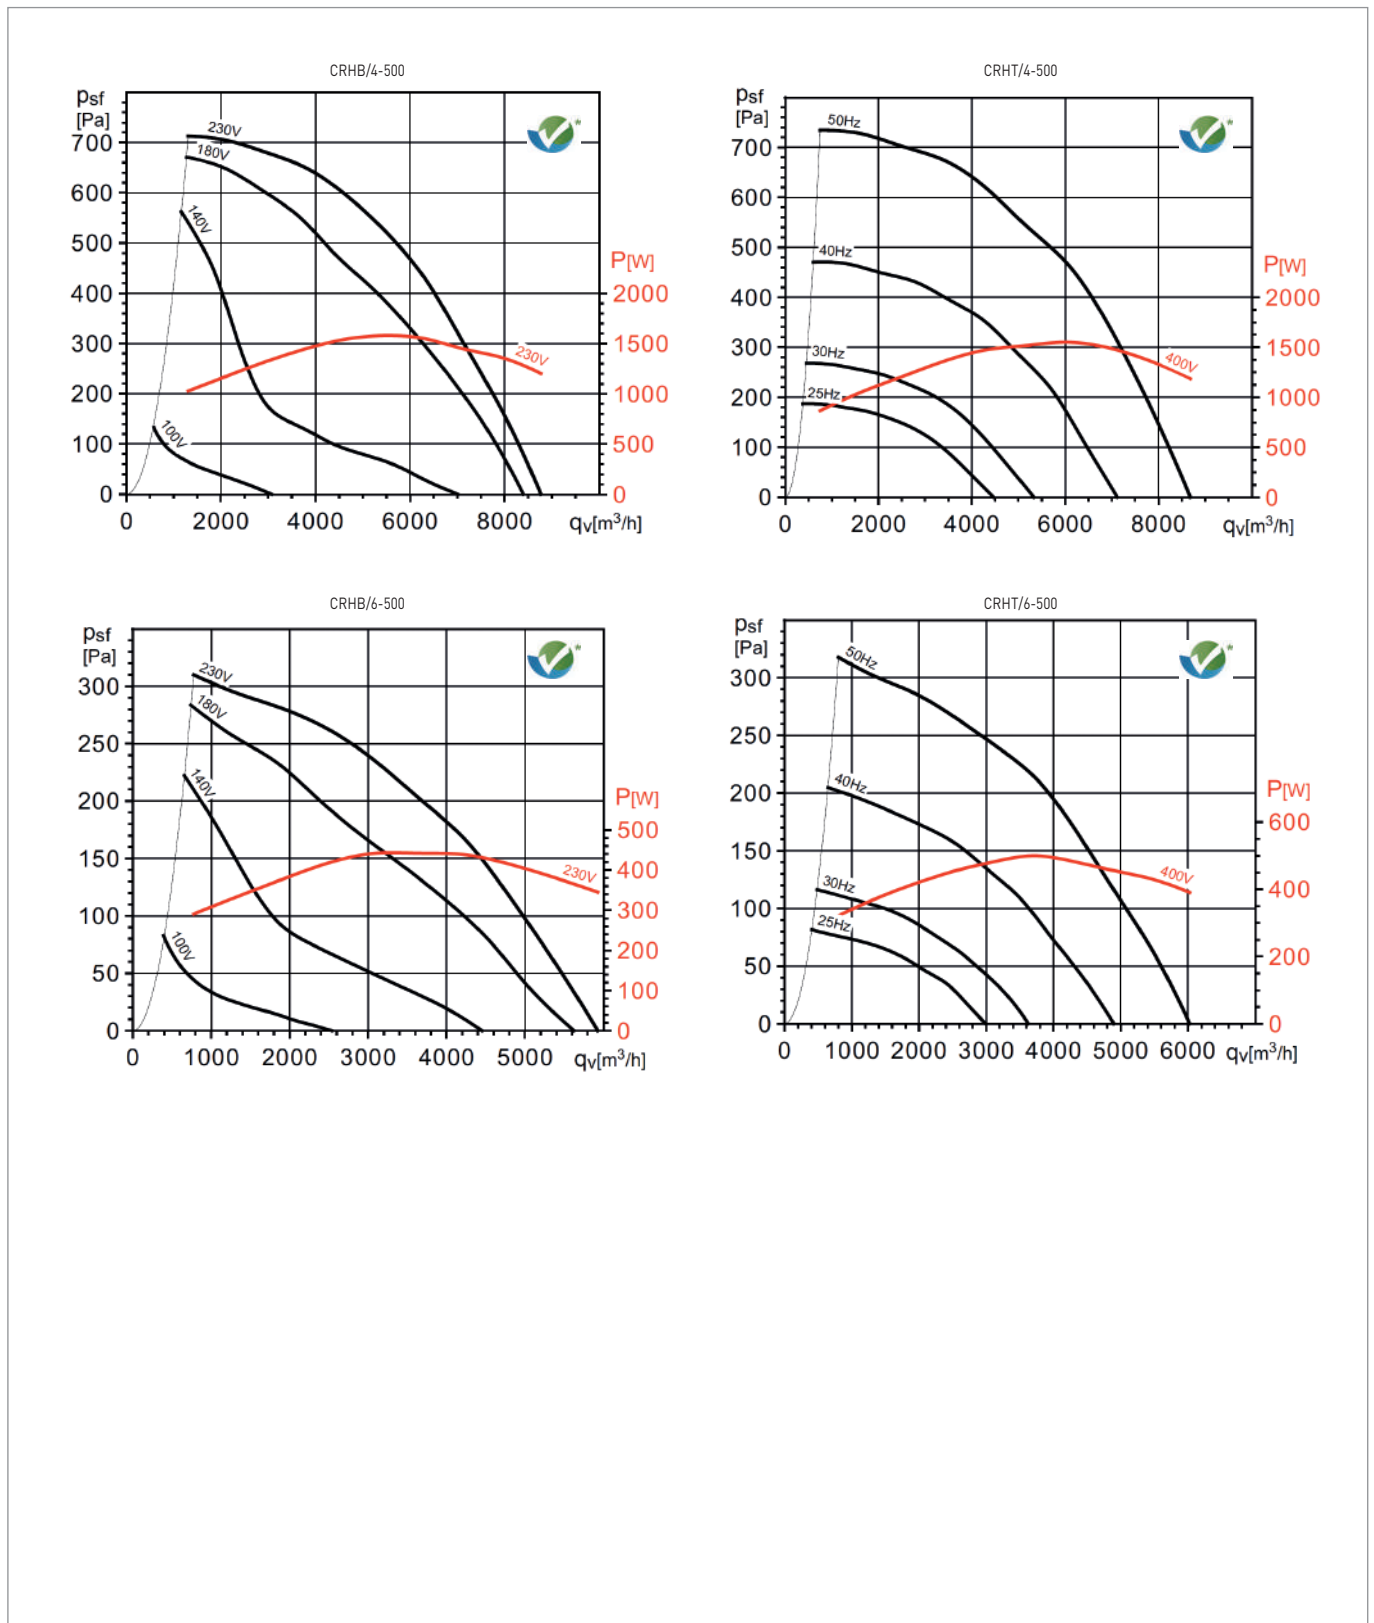 CRHB/4-500
psf
[Pa]
700
600
500
400
300
200
100
0
0 2000 4000 6000 8000 qv[m³/h]
230V
180V
140V
100V
P[W]
2000
1500
1000
500
0
230V
*
CRHT/4-500
psf
[Pa]
700
600
500
400
300
200
100
0
0 2000 4000 6000 8000 qv[m³/h]
50Hz
40Hz
30Hz
25Hz
P[W]
2000
1500
1000
500
0
400V
*
CRHB/6-500
psf
[Pa]
300
250
200
150
100
50
0
0 1000 2000 3000 4000 5000 qv[m³/h]
230V
180V
140V
100V
P[W]
500
400
300
200
100
0
230V
*
CRHT/6-500
psf
[Pa]
300
250
200
150
100
50
0
0 1000 2000 3000 4000 5000 6000 qv[m³/h]
50Hz
40Hz
30Hz
25Hz
P[W]
600
400
200
0
400V
*